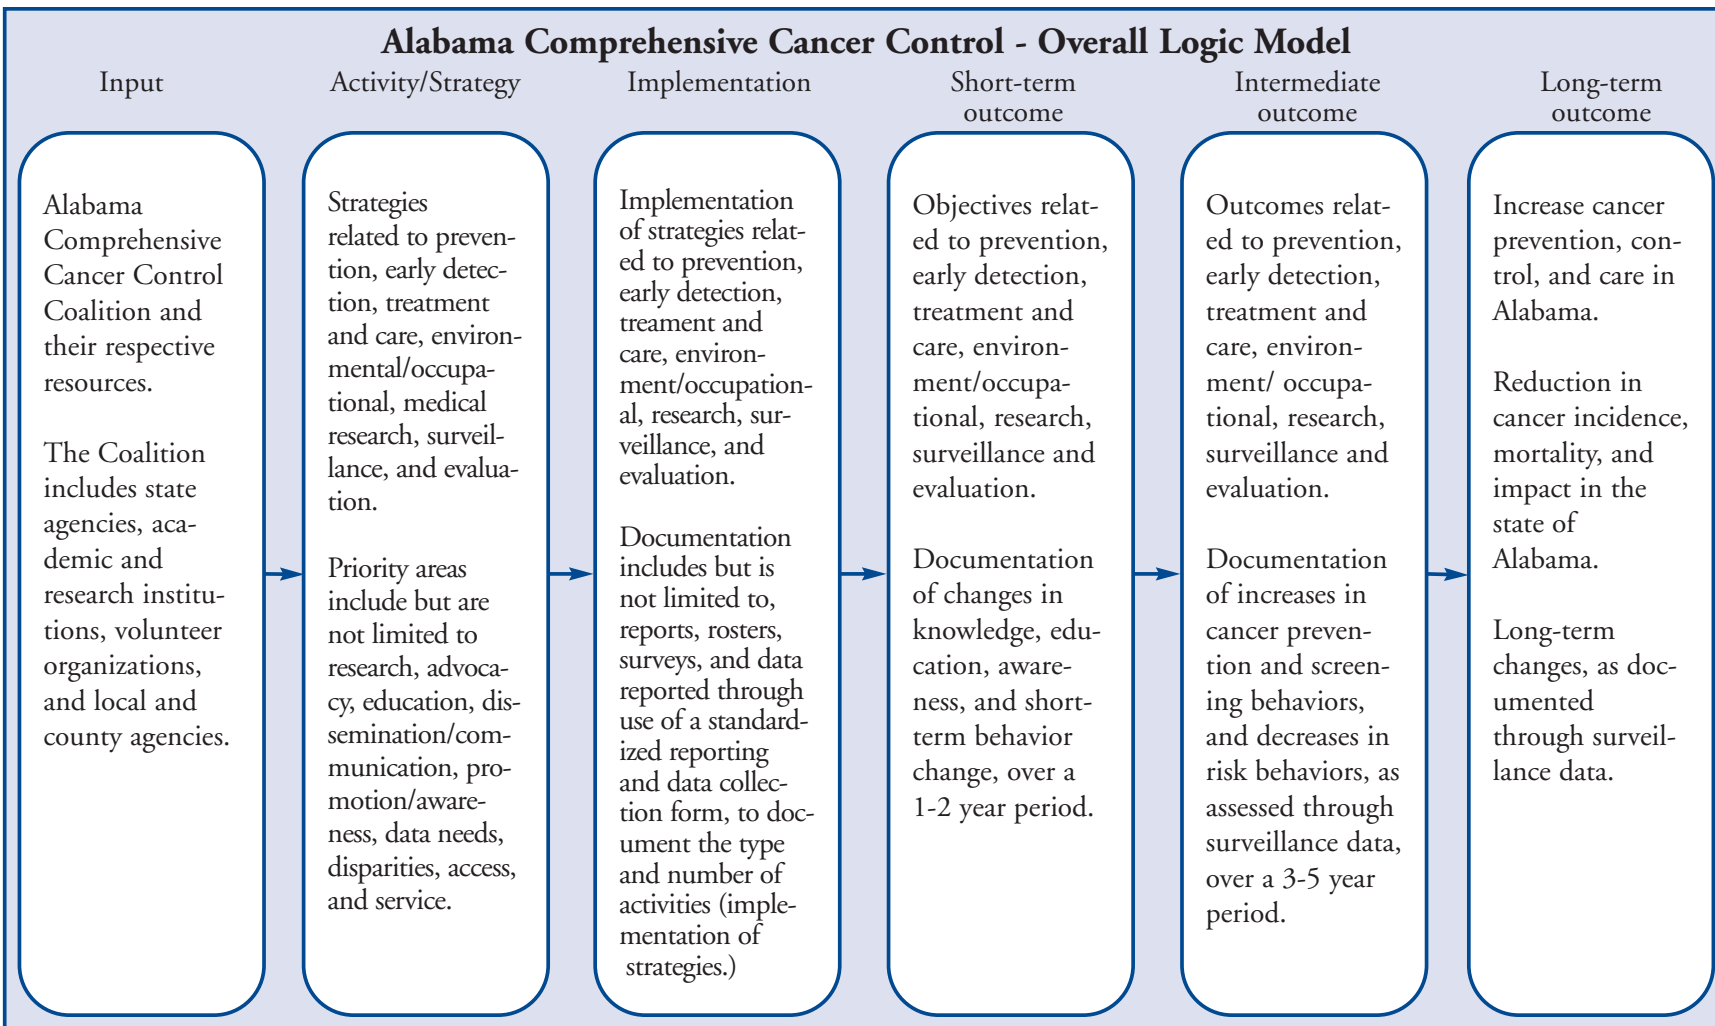 Alabama Comprehensive Cancer Control - Overall Logic Model
Input
Activity/Strategy
Implementation
Short-term
outcome
Intermediate
outcome
Long-term
outcome
Alabama
Comprehensive
Cancer Control
Coalition and
their respective
resources.
The Coalition
includes state
agencies, aca-
demic and
research institu-
tions, volunteer
organizations,
and local and
county agencies.
Strategies
related to preven-
tion, early detec-
tion, treatment
and care, environ-
mental/occupa-
tional, medical
research, surveil-
lance, and evalua-
tion.
Priority areas
include but are
not limited to
research, advoca-
cy, education, dis-
semination/com-
munication, pro-
motion/aware-
ness, data needs,
disparities, access,
and service.
Implementation
of strategies relat-
ed to prevention,
early detection,
treament and
care, environ-
ment/occupation-
al, research, sur-
veillance, and
evaluation.
Documentation
includes but is
not limited to,
reports, rosters,
surveys, and data
reported through
use of a standard-
ized reporting
and data collec-
tion form, to doc-
ument the type
and number of
activities (imple-
mentation of
strategies.)
Objectives relat-
ed to prevention,
early detection,
treatment and
care, environ-
ment/occupa-
tional, research,
surveillance and
evaluation.
Documentation
of changes in
knowledge, edu-
cation, aware-
ness, and short-
term behavior
change, over a
1-2 year period.
Outcomes relat-
ed to prevention,
early detection,
treatment and
care, environ-
ment/ occupa-
tional, research,
surveillance and
evaluation.
Documentation
of increases in
cancer preven-
tion and screen-
ing behaviors,
and decreases in
risk behaviors, as
assessed through
surveillance data,
over a 3-5 year
period.
Increase cancer
prevention, con-
trol, and care in
Alabama.
Reduction in
cancer incidence,
mortality, and
impact in the
state of
Alabama.
Long-term
changes, as doc-
umented
through surveil-
lance data.